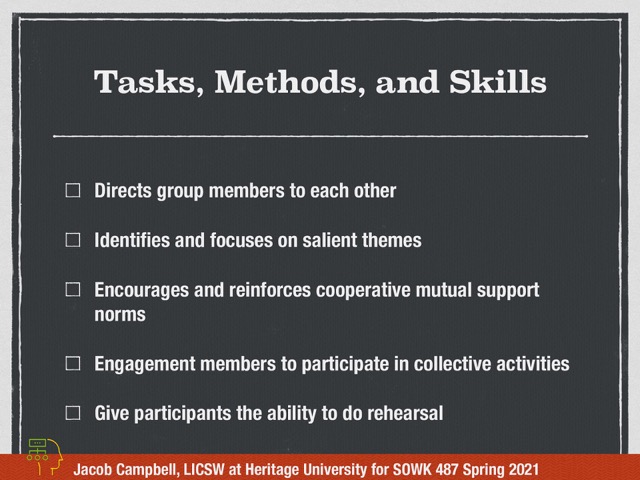 Tasks, Methods, and Skills
Directs group members to each other
Identifies and focuses on salient themes
Encourages and reinforces cooperative mutual support
norms
Engagement members to participate in collective activities
Give participants the ability to do rehearsal
Jacob Campbell, LICSW at Heritage University for SOWK 487 Spring 2021